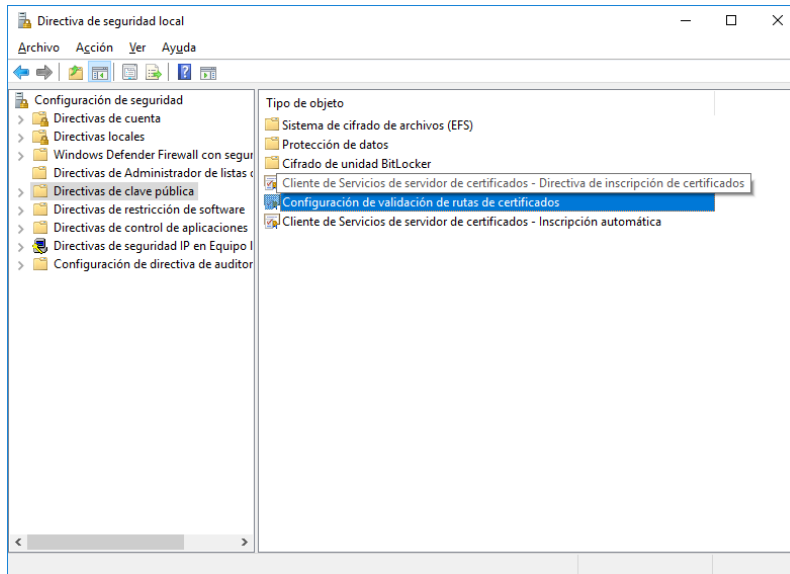 Directiva de seguridad local
Archivo Acción Ver Ayuda
Configuración de seguridad
Directivas de cuenta
Directivas locales
Windows Defender Firewall con segur
Directivas de Administrador de listas
Directivas de clave pública
Directivas de restricción de software
Directivas de control de aplicaciones
Directivas de seguridad IP en Equipo l
Configuración de directiva de auditor
Tipo de objeto
Sistema de cifrado de archivos (EFS)
Protección de datos
Cifrado de unidad BitLocker
Cliente de Servicios de servidor de certificados - Directiva de inscripción de certificados
Configuración de validación de rutas de certificados
Cliente de Servicios de servidor de certificados - Inscripción automática